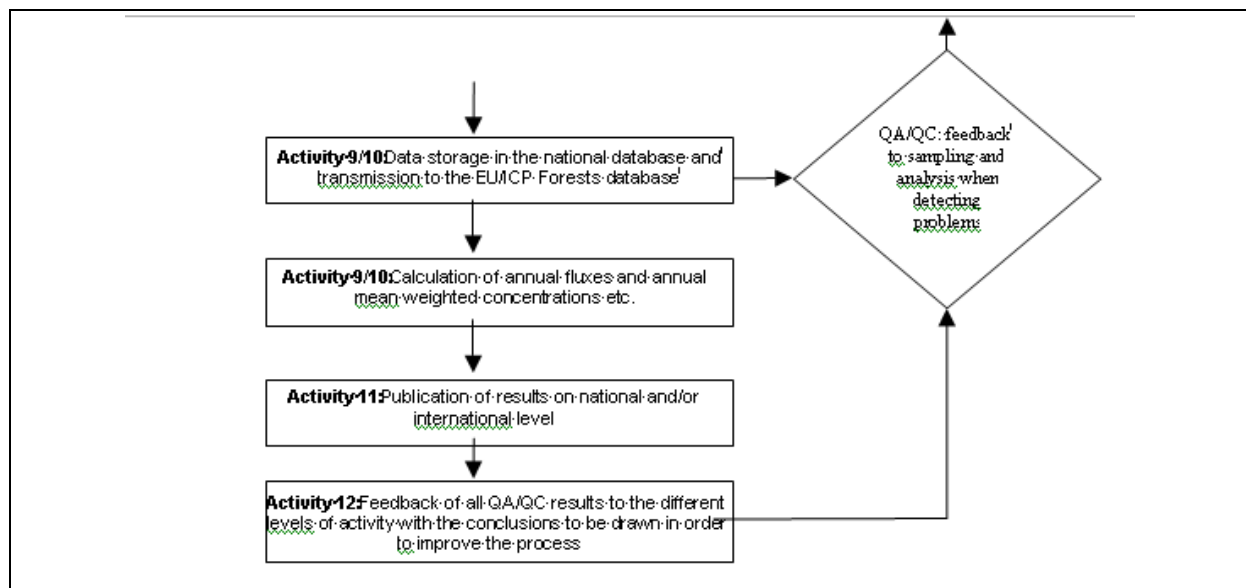 Activity 9/10:Data storage in the national database and
transmission to the EU/ICP Forests database
QA/QC: feedback
to sampling and
analysis when
detecting
problems
Activity 9/10:Calculation of annual fluxes and annual
mean weighted concentrations etc.
Activity 11:Publication of results on national and/or
international level
Activity 12:Feedback of all QA/QC results to the different
levels of activity with the conclusions to be drawn in order
to improve the process